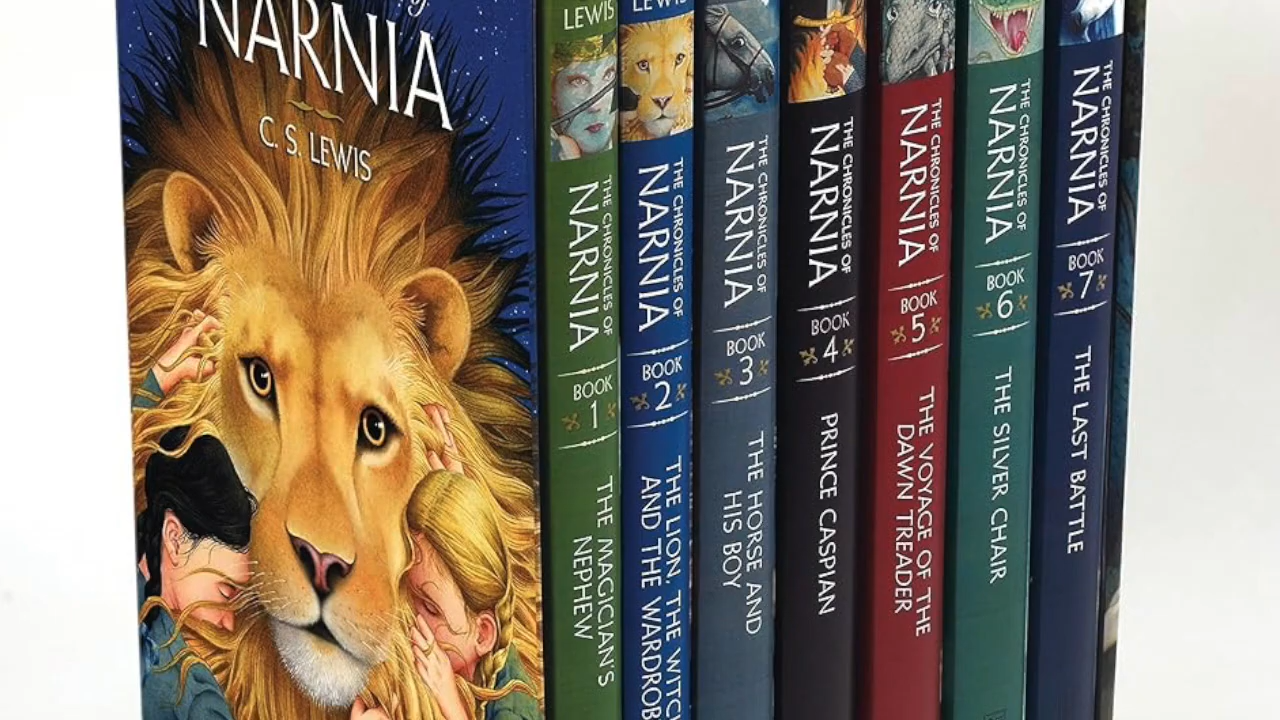 of
NARNIA
C. S. LEWIS
LEWIS
THE CHRONICLES OF
NARNIA
BOOK
1
THE MAGICIAN'S
NEPHEW
LEWIS
THE CHRONICLES OF
NARNIA
BOOK
2
THE LION, THE WITCH
AND THE WARDROB
THE CHRONICLES OF
NARNIA
BOOK
3
THE HORSE AND
HIS BOY
THE CHRONICLES OF
NARNIA
BOOK
4
PRINCE CASPIAN
THE CHRONICLES OF
NARNIA
BOOK
5
THE VOYAGE OF THE
DAWN TREADER
THE CHRONICLES OF
NARNIA
BOOK
6
THE SILVER CHAIR
THE CHRONICLES OF
NARNIA
BOOK
7
THE LAST BATTLE